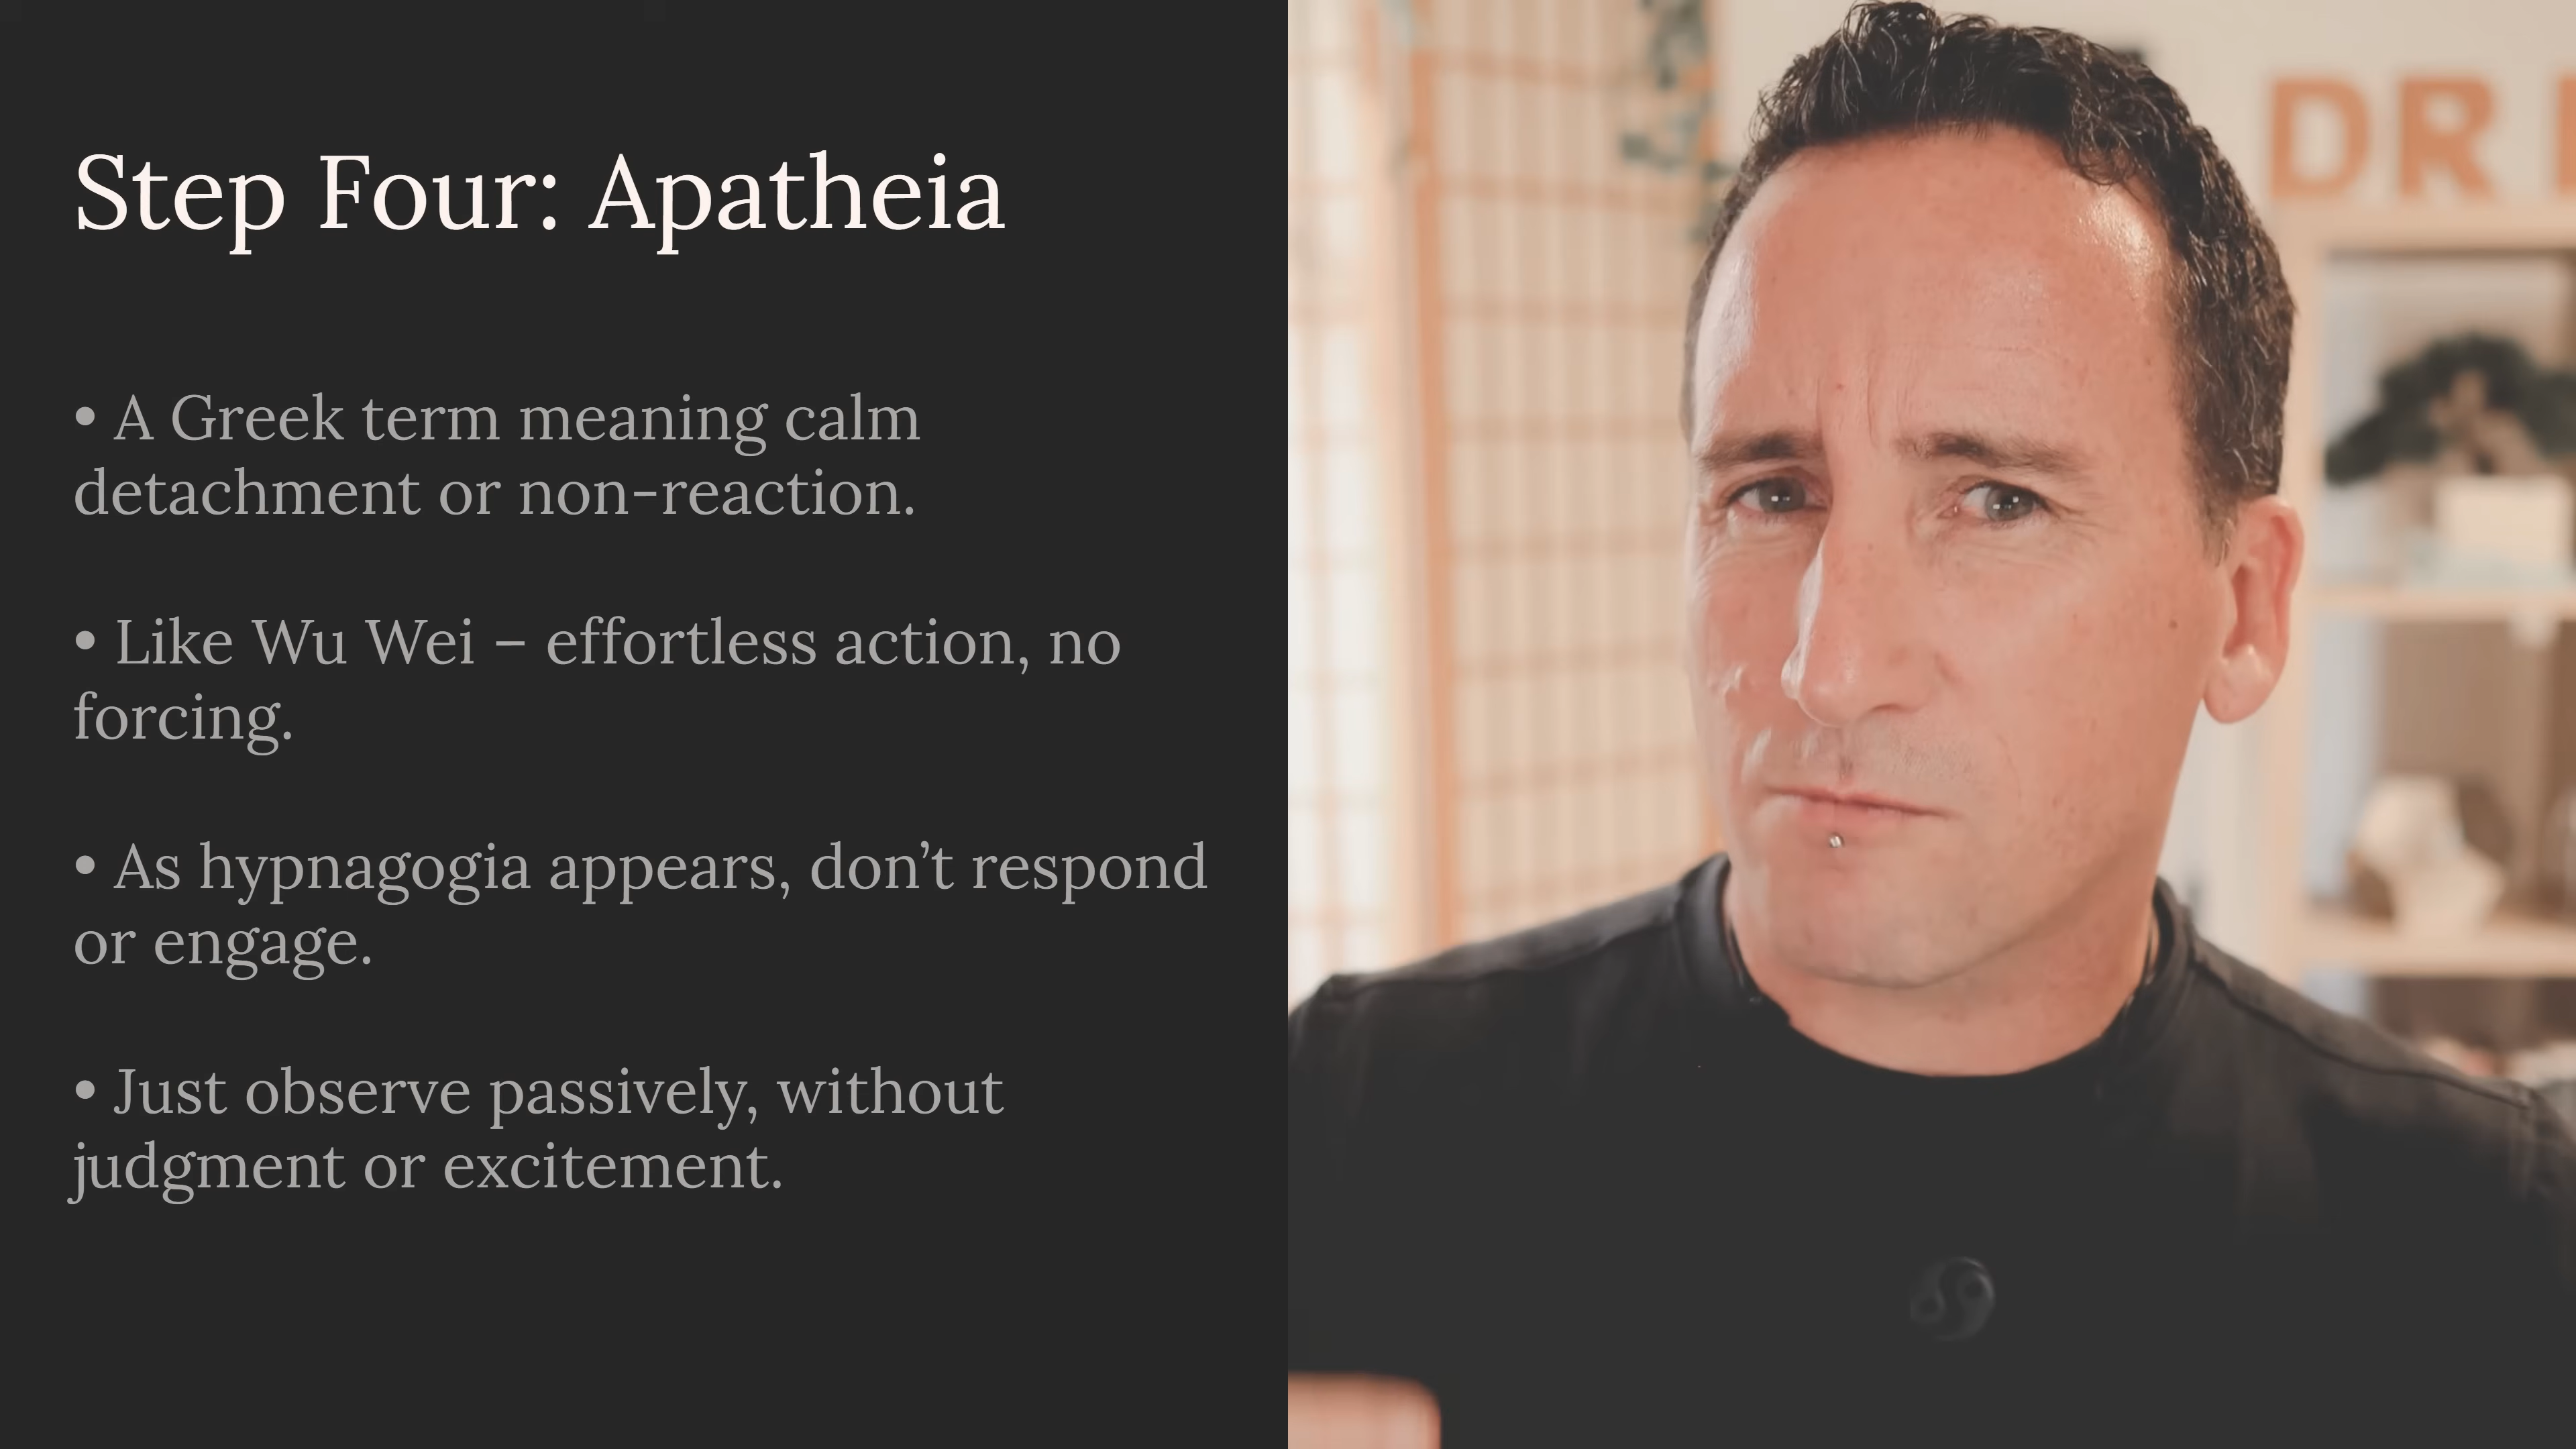 Step Four: Apatheia
• A Greek term meaning calm
detachment or non-reaction.
• Like Wu Wei – effortless action, no
forcing.
• As hypnagogia appears, don’t respond
or engage.
• Just observe passively, without
judgment or excitement.
DR